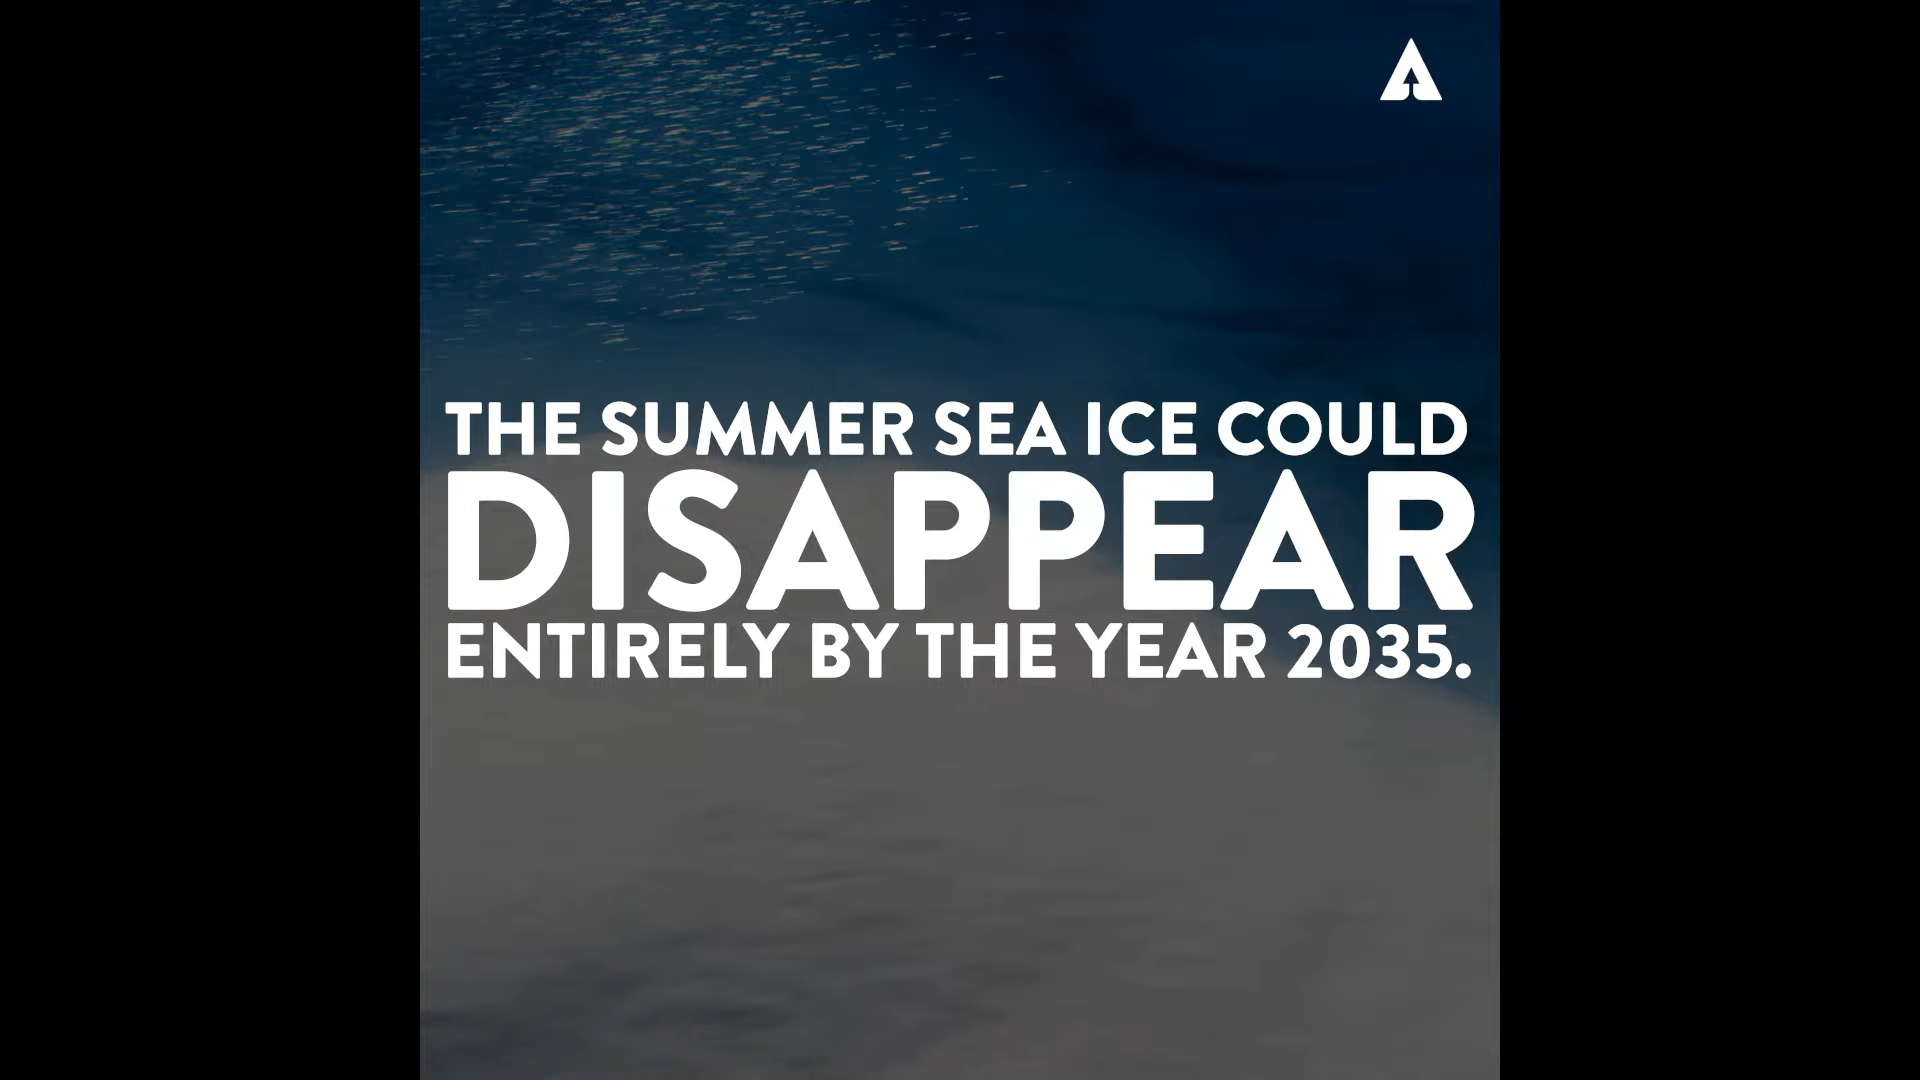 THE SUMMER SEA ICE COULD
DISAPPEAR
ENTIRELY BY THE YEAR 2035.